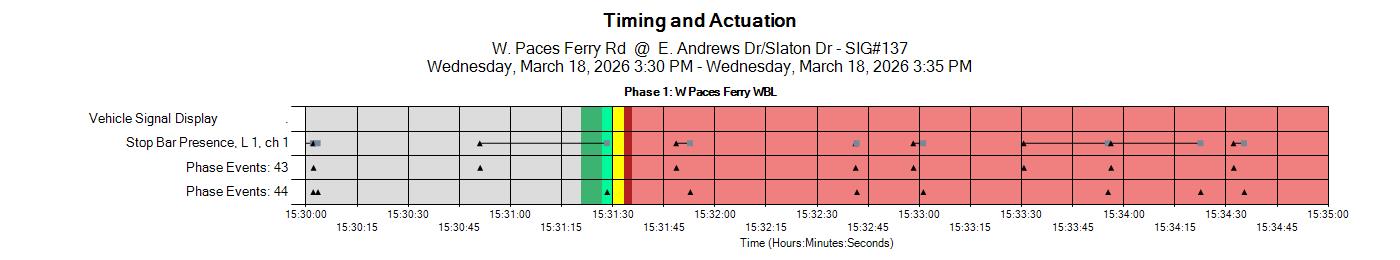 Timing and Actuation
W. Paces Ferry Rd @ E. Andrews Dr/Slaton Dr - SIG#137
Wednesday, March 18, 2026 3:30 PM - Wednesday, March 18, 2026 3:35 PM
Phase 1: W Paces Ferry WBL
Vehicle Signal Display .
Stop Bar Presence, L 1, ch 1
Phase Events: 43
Phase Events: 44
15:30:00 15:30:30 15:31:00 15:31:30 15:32:00 15:32:30 15:33:00 15:33:30 15:34:00 15:34:30 15:35:00
15:30:15 15:30:45 15:31:15 15:31:45 15:32:15 15:32:45 15:33:15 15:33:45 15:34:15 15:34:45
Time (Hours:Minutes:Seconds)